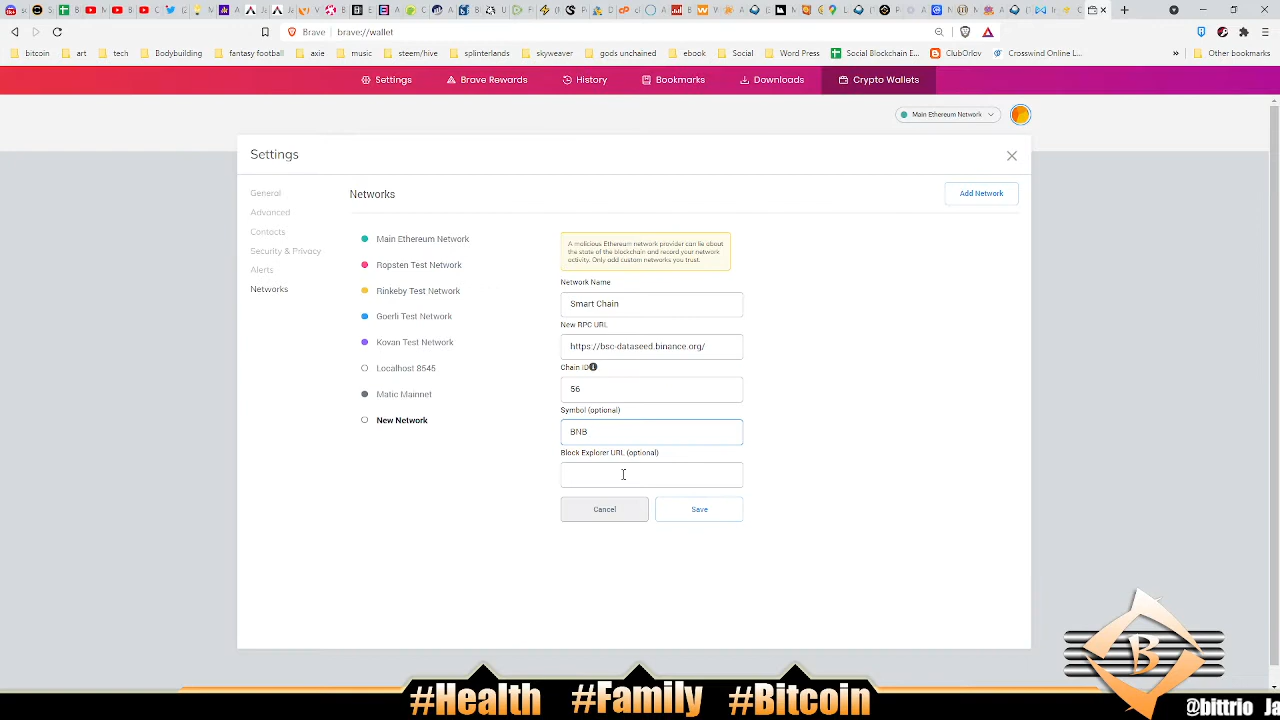 Brave brave://wallet
bitcoin art tech Bodybuilding fantasy football axie music steem/hive splinterlands skyweaver gods unchained ebook Social Word Press Social Blockchain E... ClubOrlov Crosswind Online L... » Other bookmarks
Settings Brave Rewards History Bookmarks Downloads Crypto Wallets
Main Ethereum Network
Settings
General
Advanced
Contacts
Security & Privacy
Alerts
Networks
Networks
Add Network
Main Ethereum Network
Ropsten Test Network
Rinkeby Test Network
Goerli Test Network
Kovan Test Network
Localhost 8545
Matic Mainnet
New Network
A malicious Ethereum network provider can lie about
the state of the blockchain and record your network
activity. Only add custom networks you trust.
Network Name
Smart Chain
New RPC URL
https://bsc-dataseed.binance.org/
Chain ID
56
Symbol (optional)
BNB
Block Explorer URL (optional)
Cancel Save
B
#Health #Family #Bitcoin
@bittrio